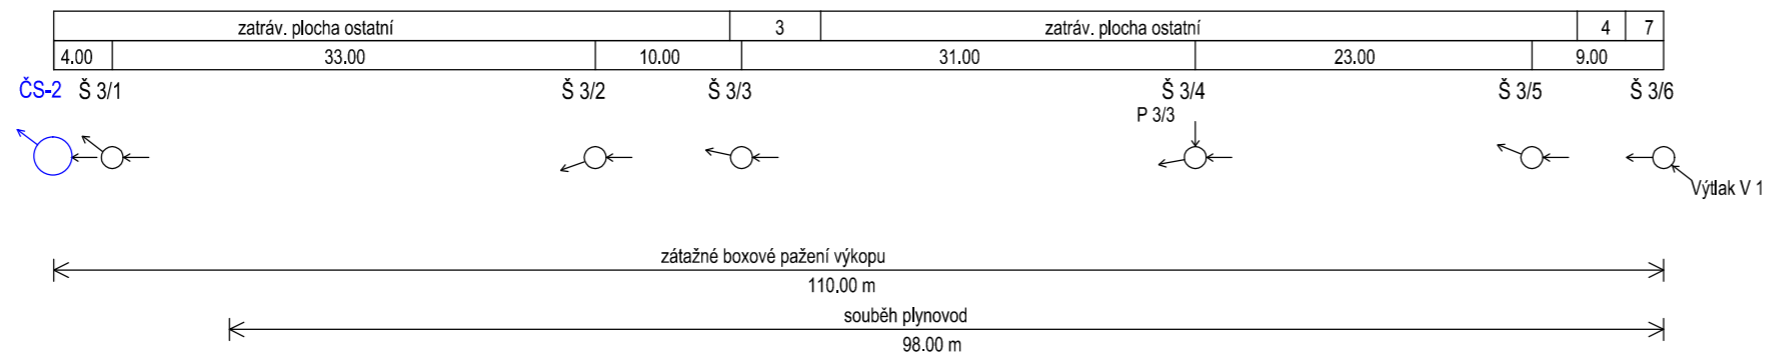 zatráv. plocha ostatní 3 zatráv. plocha ostatní 4 7
4.00 33.00 10.00 31.00 23.00 9.00
ČS-2 Š 3/1 Š 3/2 Š 3/3 Š 3/4 Š 3/5 Š 3/6
P 3/3
Výtlak V 1
zátažné boxové pažení výkopu
110.00 m
souběh plynovod
98.00 m